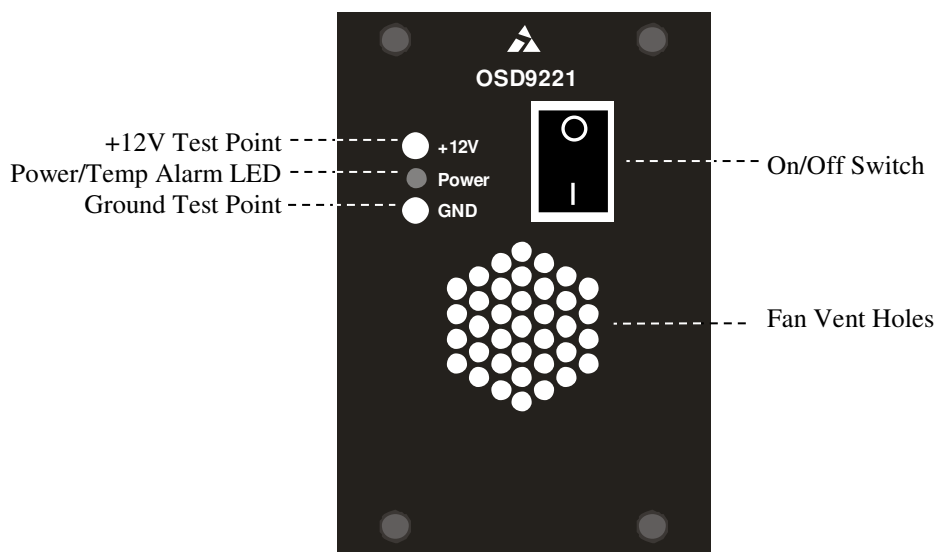 OSD9221
+12V Test Point
+12V
Power/Temp Alarm LED
Power
Ground Test Point
GND
On/Off Switch
Fan Vent Holes